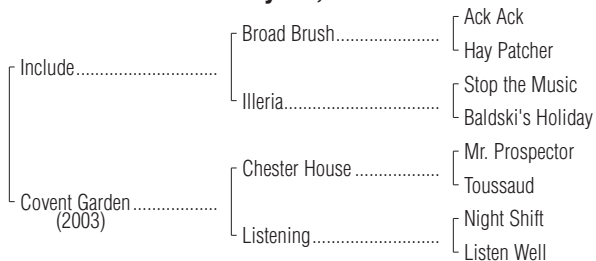 Ack Ack
Broad Brush
Hay Patcher
Include
Stop the Music
Illeria
Baldski's Holiday
Mr. Prospector
Chester House
Toussaud
Covent Garden
(2003)
Night Shift
Listening
Listen Well